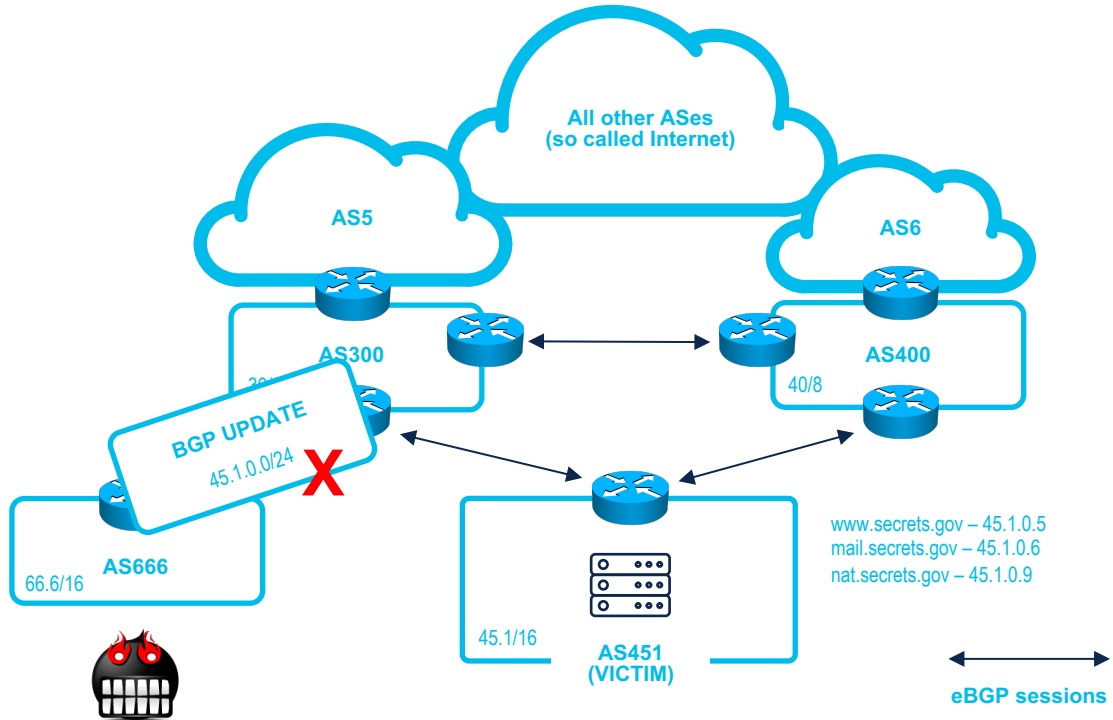 All other ASes
(so called Internet)
AS5
AS6
AS300
AS400
40/8
BGP UPDATE
45.1.0.0/24
X
AS666
66.6/16
www.secrets.gov – 45.1.0.5
mail.secrets.gov – 45.1.0.6
nat.secrets.gov – 45.1.0.9
45.1/16
AS451
(VICTIM)
eBGP sessions